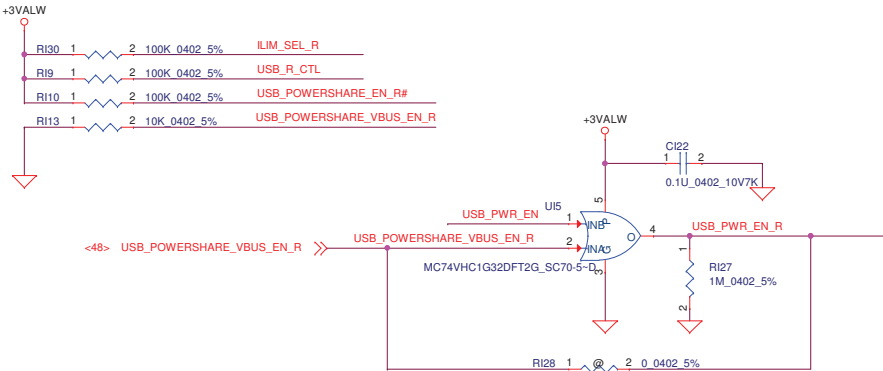 +3VALW
RI30 1 2 100K_0402_5% ILIM_SEL_R
RI9 1 2 100K_0402_5% USB_R_CTL
RI10 1 2 100K_0402_5% USB_POWERSHARE_EN_R#
RI13 1 2 10K_0402_5% USB_POWERSHARE_VBUS_EN_R
+3VALW
CI22
1 2
0.1U_0402_10V7K
5
UI5
USB_PWR_EN 1 INB P
4 USB_PWR_EN_R
O
<48> USB_POWERSHARE_VBUS_EN_R USB_POWERSHARE_VBUS_EN_R 2 INA G
MC74VHC1G32DFT2G_SC70-5~D
3
1
RI27
1M_0402_5%
2
RI28 1 @ 2 0_0402_5%